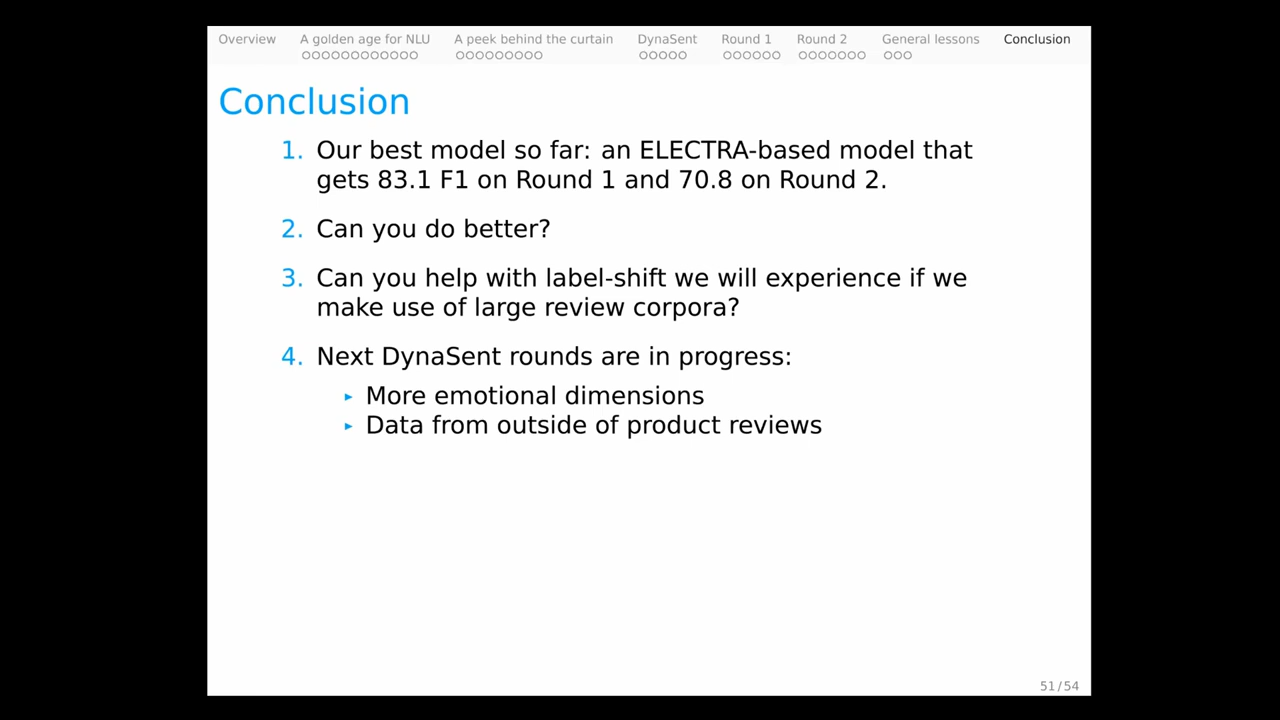 Overview A golden age for NLU A peek behind the curtain DynaSent Round 1 Round 2 General lessons Conclusion
Conclusion
1. Our best model so far: an ELECTRA-based model that
gets 83.1 F1 on Round 1 and 70.8 on Round 2.
2. Can you do better?
3. Can you help with label-shift we will experience if we
make use of large review corpora?
4. Next DynaSent rounds are in progress:
▸ More emotional dimensions
▸ Data from outside of product reviews
51/54